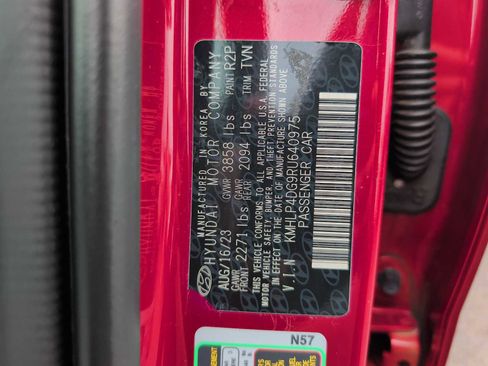 MANUFACTURED IN KOREA BY
HYUNDAI MOTOR COMPANY
AUG/16/23 GVWR 3858 lbs PAINT R2P
GAWR FRONT 2271 lbs GAWR REAR 2094 lbs TRIM TVN
THIS VEHICLE CONFORMS TO ALL APPLICABLE U.S.A. FEDERAL
MOTOR VEHICLE SAFETY, BUMPER, AND THEFT PREVENTION STANDARDS
IN EFFECT ON THE DATE OF MANUFACTURE SHOWN ABOVE.
V.I.N KMHLP4DG9RU640975
PASSENGER CAR
N57